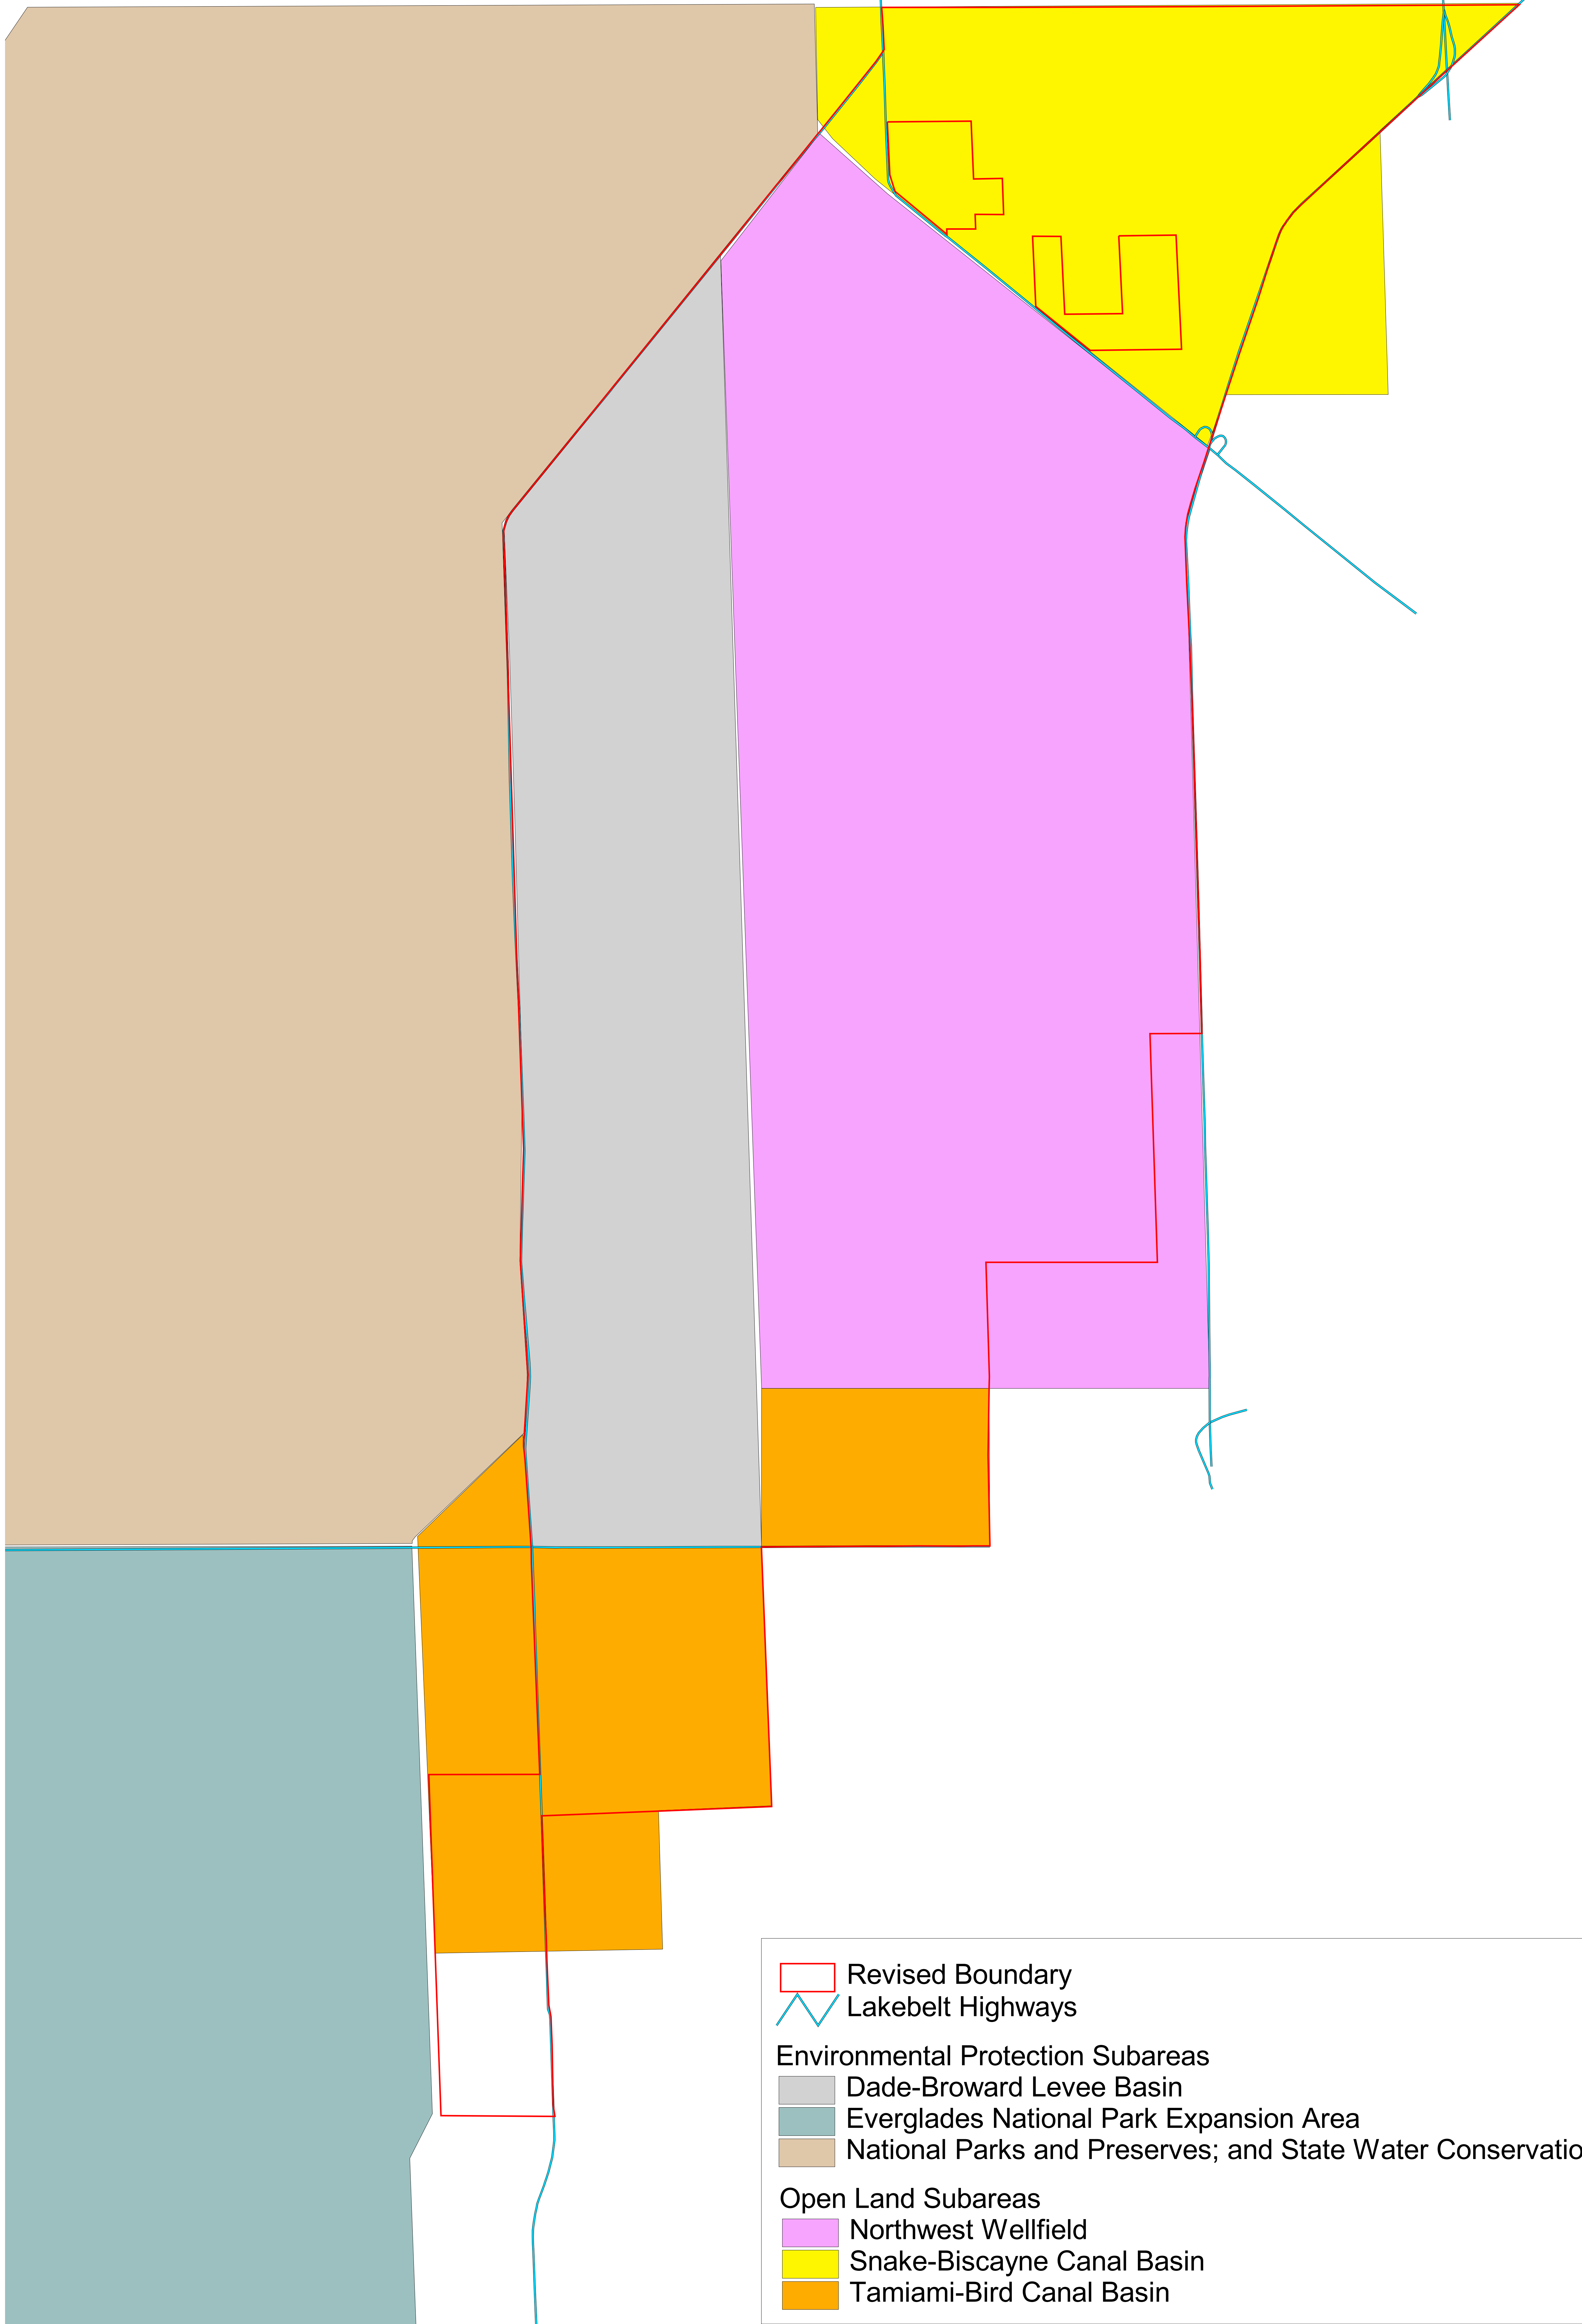 Revised Boundary
Lakebelt Highways
Environmental Protection Subareas
Dade-Broward Levee Basin
Everglades National Park Expansion Area
National Parks and Preserves; and State Water Conservatio
Open Land Subareas
Northwest Wellfield
Snake-Biscayne Canal Basin
Tamiami-Bird Canal Basin